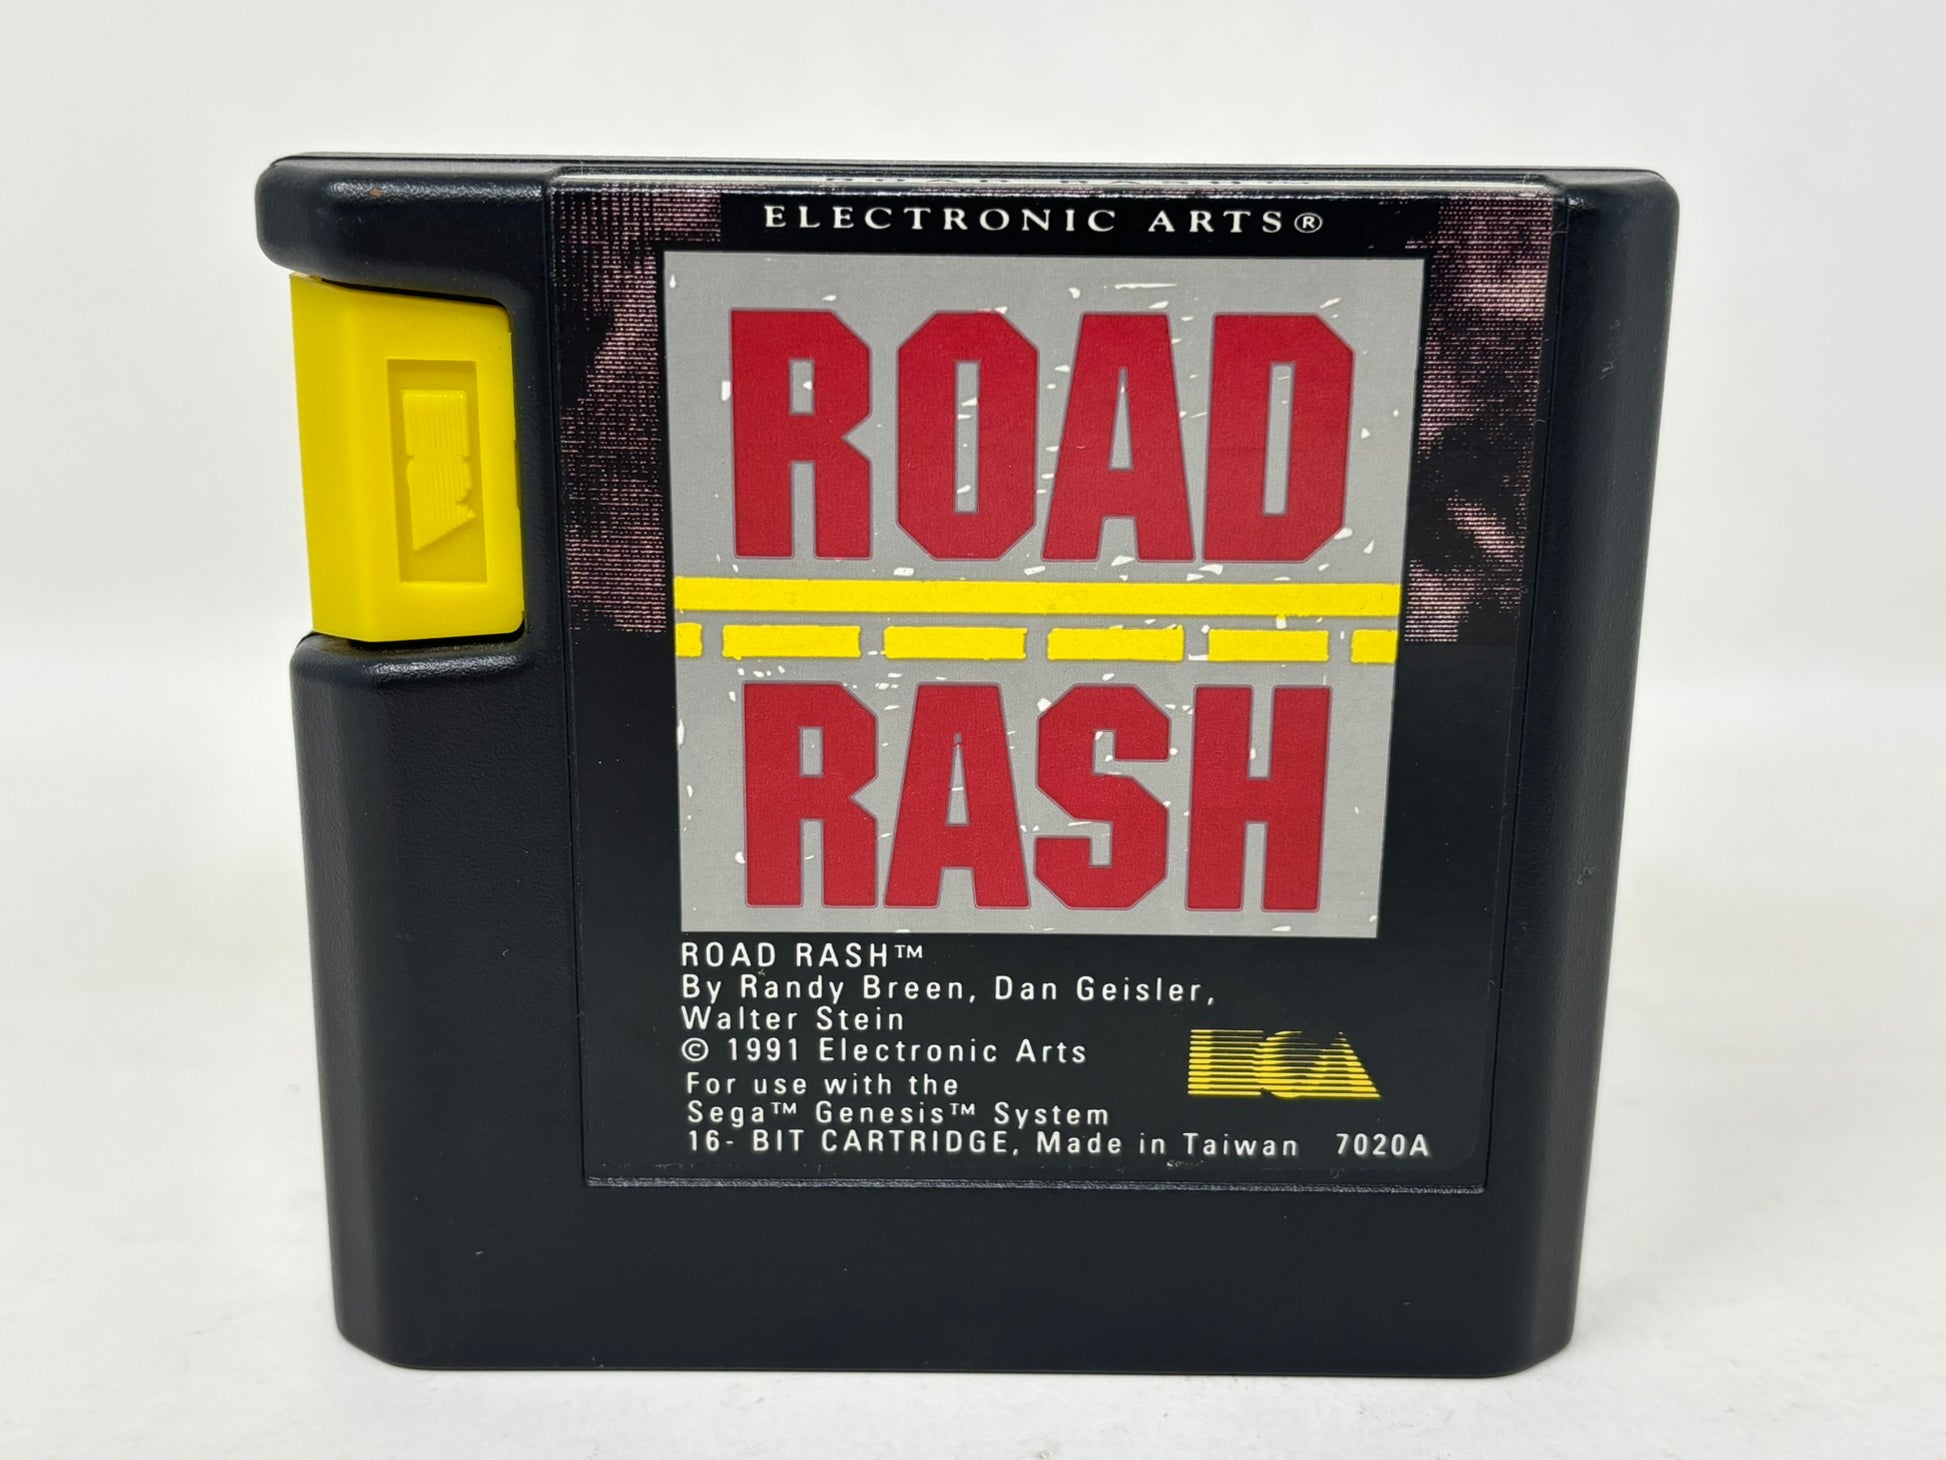 ELECTRONIC ARTS®
ROAD
RASH
ROAD RASH™
By Randy Breen, Dan Geisler,
Walter Stein
© 1991 Electronic Arts
For use with the
Sega™ Genesis™ System
16- BIT CARTRIDGE, Made in Taiwan 7020A
EOA